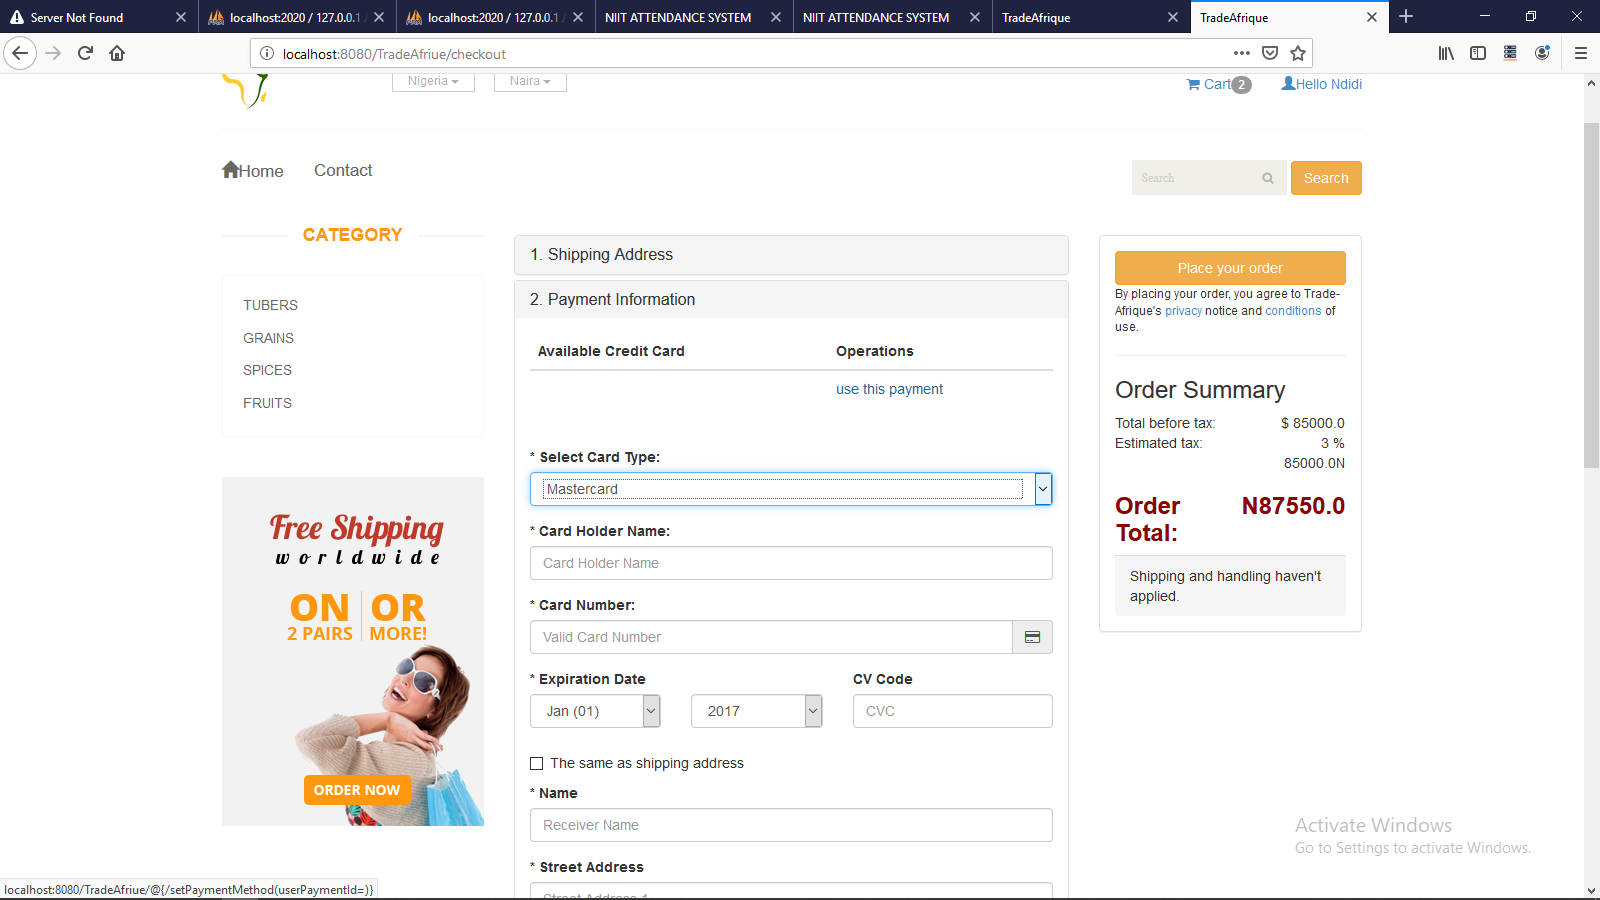 Server Not Found
localhost:2020 / 127.0.0.1
localhost:2020 / 127.0.0.1
NIIT ATTENDANCE SYSTEM
NIIT ATTENDANCE SYSTEM
TradeAfrique
TradeAfrique
localhost:8080/TradeAfriue/checkout
Nigeria
Naira
Cart 2
Hello Ndidi
Home
Contact
Search
Search
CATEGORY
TUBERS
GRAINS
SPICES
FRUITS
Free Shipping
worldwide
ON OR
2 PAIRS MORE!
ORDER NOW
1. Shipping Address
2. Payment Information
Available Credit Card Operations
use this payment
* Select Card Type:
Mastercard
* Card Holder Name:
Card Holder Name
* Card Number:
Valid Card Number
* Expiration Date CV Code
Jan (01) 2017 CVC
The same as shipping address
* Name
Receiver Name
* Street Address
Street Address 1
Place your order
By placing your order, you agree to Trade-
Afrique's privacy notice and conditions of
use.
Order Summary
Total before tax: $ 85000.0
Estimated tax: 3 %
85000.0N
Order N87550.0
Total:
Shipping and handling haven't
applied.
Activate Windows
Go to Settings to activate Windows.
localhost:8080/TradeAfriue/@{/setPaymentMethod(userPaymentId=)}